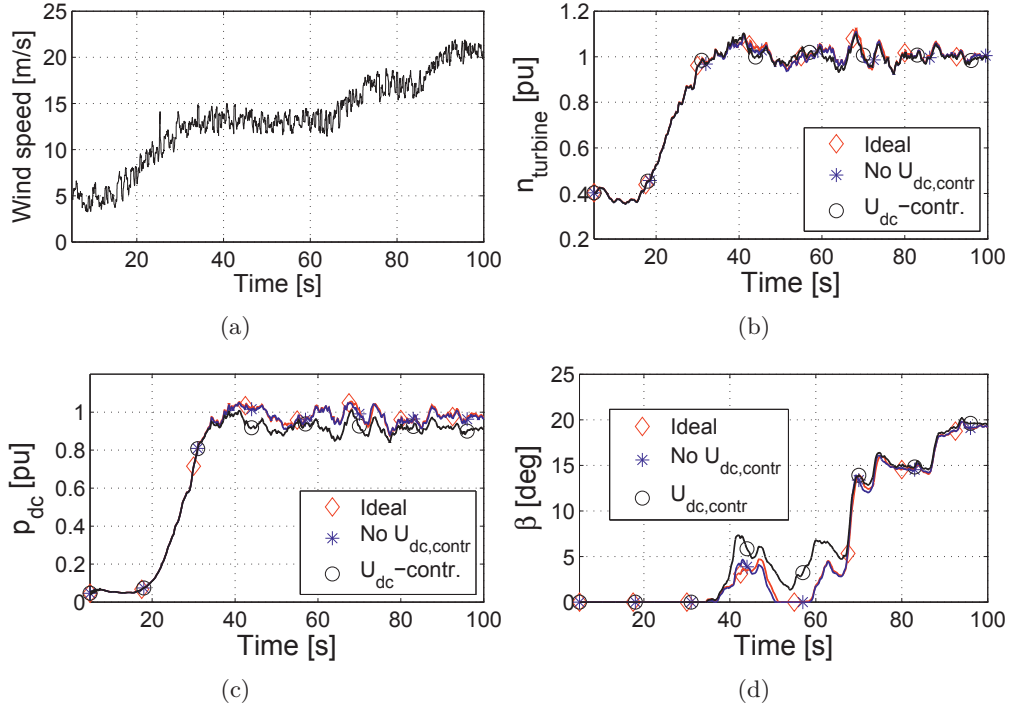 25
20
15
10
5
0
Wind speed [m/s]
20 40 60 80 100
Time [s]
(a)
1.2
1
0.8
0.6
0.4
0.2
n_turbine [pu]
Ideal
No U_dc,contr
U_dc-contr.
20 40 60 80 100
Time [s]
(b)
1
0.8
0.6
0.4
0.2
0
p_dc [pu]
Ideal
No U_dc,contr
U_dc-contr.
20 40 60 80 100
Time [s]
(c)
25
20
15
10
5
0
β [deg]
Ideal
No U_dc,contr
U_dc,contr
20 40 60 80 100
Time [s]
(d)